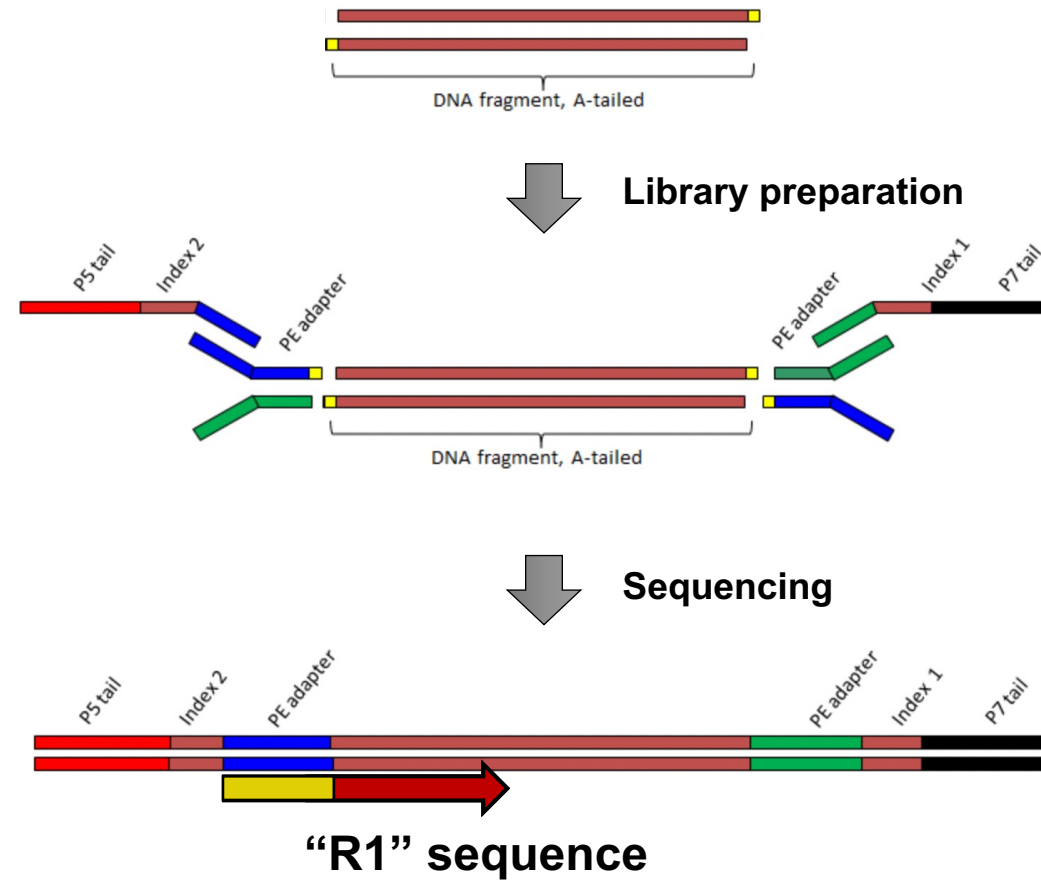 DNA fragment, A-tailed
Library preparation
P5 tail
Index 2
PE adapter
PE adapter
Index 1
P7 tail
DNA fragment, A-tailed
Sequencing
P5 tail
Index 2
PE adapter
PE adapter
Index 1
P7 tail
“R1” sequence